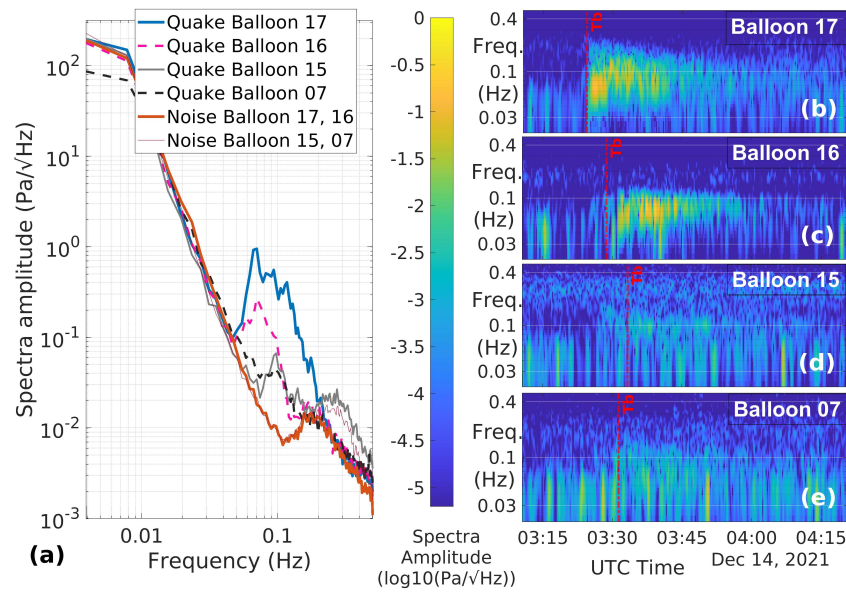 Quake Balloon 17
Quake Balloon 16
Quake Balloon 15
Quake Balloon 07
Noise Balloon 17, 16
Noise Balloon 15, 07
10^2
10^1
10^0
10^-1
10^-2
10^-3
Spectra amplitude (Pa/√Hz)
0.01
0.1
Frequency (Hz)
(a)
0
-0.5
-1
-1.5
-2
-2.5
-3
-3.5
-4
-4.5
-5
Spectra
Amplitude
(log10(Pa/√Hz))
0.4
Freq.
0.1
(Hz)
0.03
Tb
Balloon 17
(b)
0.4
Freq.
0.1
(Hz)
0.03
Tb
Balloon 16
(c)
0.4
Freq.
0.1
(Hz)
0.03
Tb
Balloon 15
(d)
0.4
Freq.
0.1
(Hz)
0.03
Tb
Balloon 07
(e)
03:15 03:30 03:45 04:00 04:15
UTC Time
Dec 14, 2021